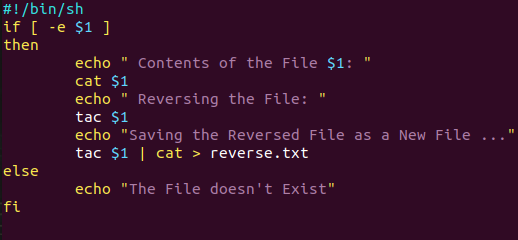 #!/bin/sh
if [ -e $1 ]
then
echo " Contents of the File $1: "
cat $1
echo " Reversing the File: "
tac $1
echo "Saving the Reversed File as a New File ..."
tac $1 | cat > reverse.txt
else
echo "The File doesn't Exist"
fi